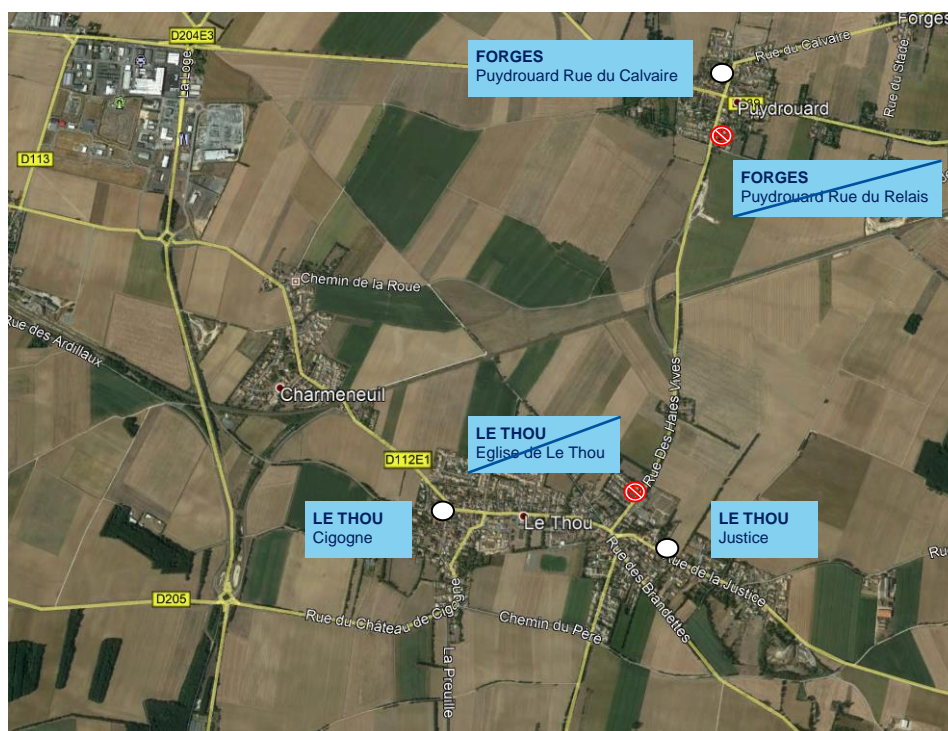 D204E3
La Loge
FORGES
Puydrouard Rue du Calvaire
Rue du Calvaire
Forges
Rue du Stade
Puydrouard
D113
FORGES
Puydrouard Rue du Relais
Chemin de la Roue
Rue des Ardillaux
Charmeneuil
Rue Des Haies Vives
LE THOU
Eglise de Le Thou
D112E1
LE THOU
Cigogne
Le Thou
LE THOU
Justice
Rue de la Justice
Rue des Brandettes
D205
Rue du Château de Cigogne
Chemin du Père
La Preuille